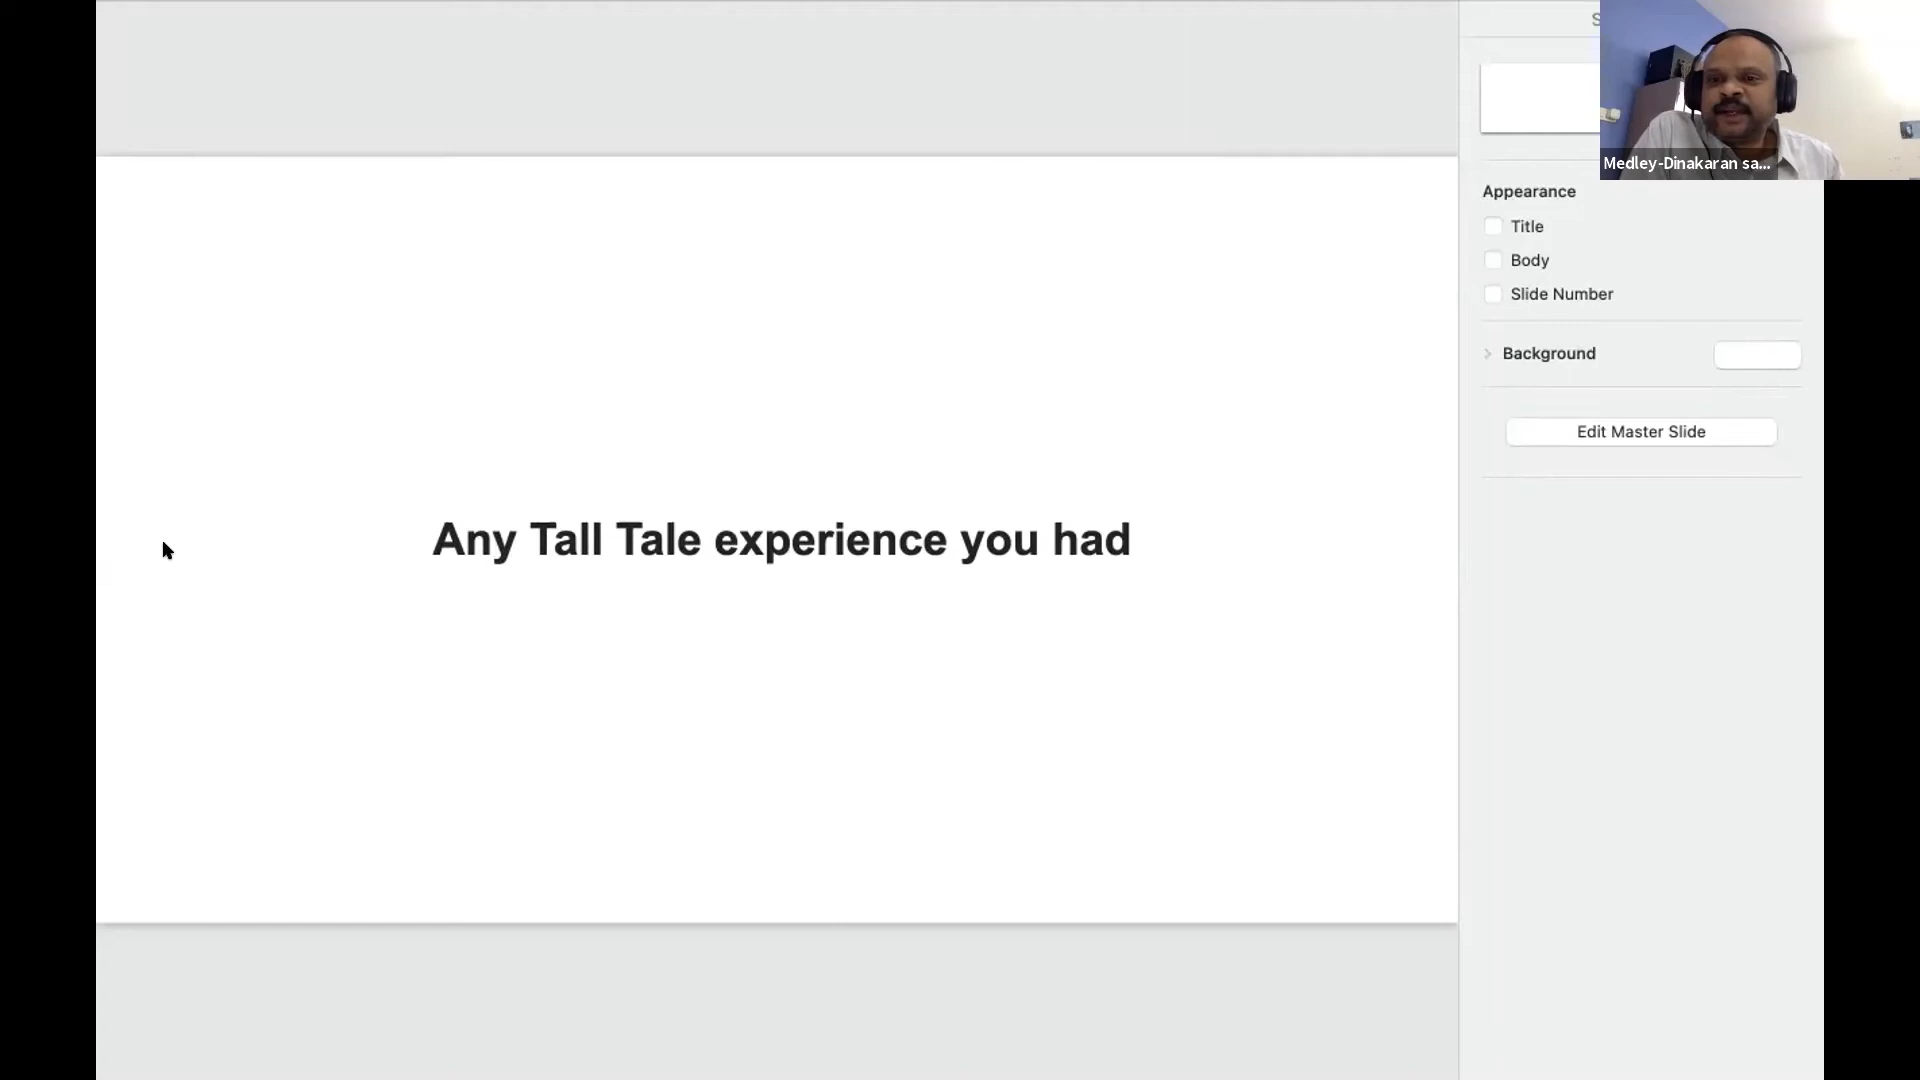 Medley-Dinakaran sa...
Appearance
Title
Body
Slide Number
Background
Edit Master Slide
Any Tall Tale experience you had